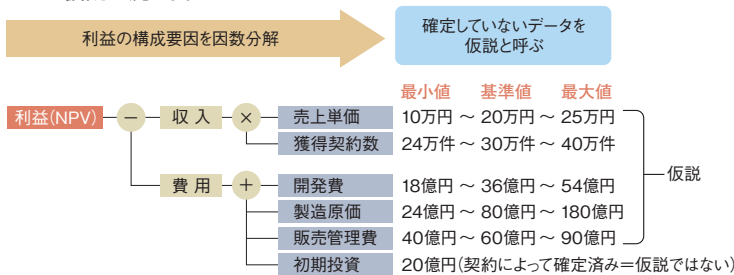 利益の構成要因を因数分解
確定していないデータを
仮説と呼ぶ
最小値 基準値 最大値
利益(NPV) − 収入 × 売上単価 10万円 ～ 20万円 ～ 25万円
獲得契約数 24万件 ～ 30万件 ～ 40万件
仮説
費用 + 開発費 18億円 ～ 36億円 ～ 54億円
製造原価 24億円 ～ 80億円 ～ 180億円
販売管理費 40億円 ～ 60億円 ～ 90億円
初期投資 20億円(契約によって確定済み＝仮説ではない)